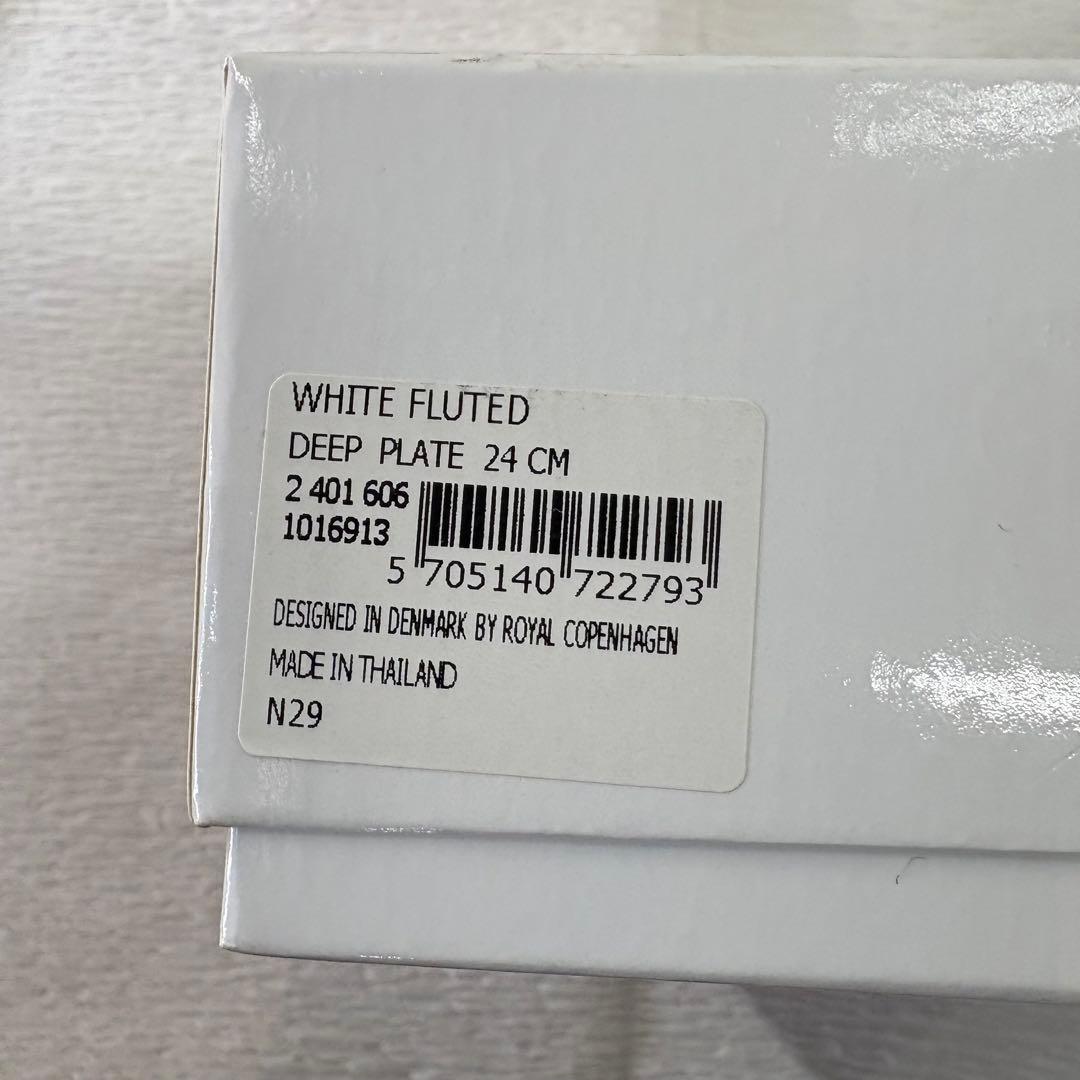 WHITE FLUTED
DEEP PLATE 24 CM
2 401 606
1016913
5 705140 722793
DESIGNED IN DENMARK BY ROYAL COPENHAGEN
MADE IN THAILAND
N29